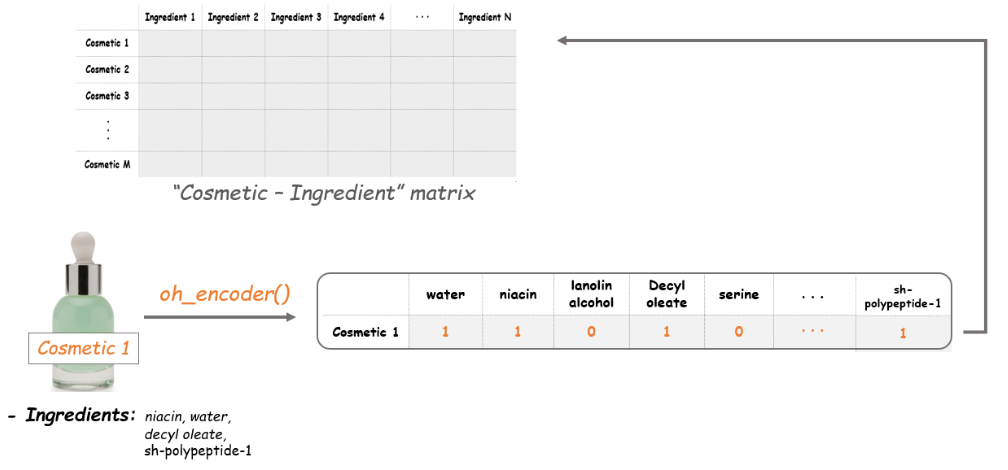 Ingredient 1 Ingredient 2 Ingredient 3 Ingredient 4 ... Ingredient N
Cosmetic 1
Cosmetic 2
Cosmetic 3
⋮
Cosmetic M
“Cosmetic – Ingredient” matrix
oh_encoder()
water niacin lanolin alcohol Decyl oleate serine ... sh-polypeptide-1
Cosmetic 1 1 1 0 1 0 ... 1
Cosmetic 1
- Ingredients: niacin, water,
decyl oleate,
sh-polypeptide-1